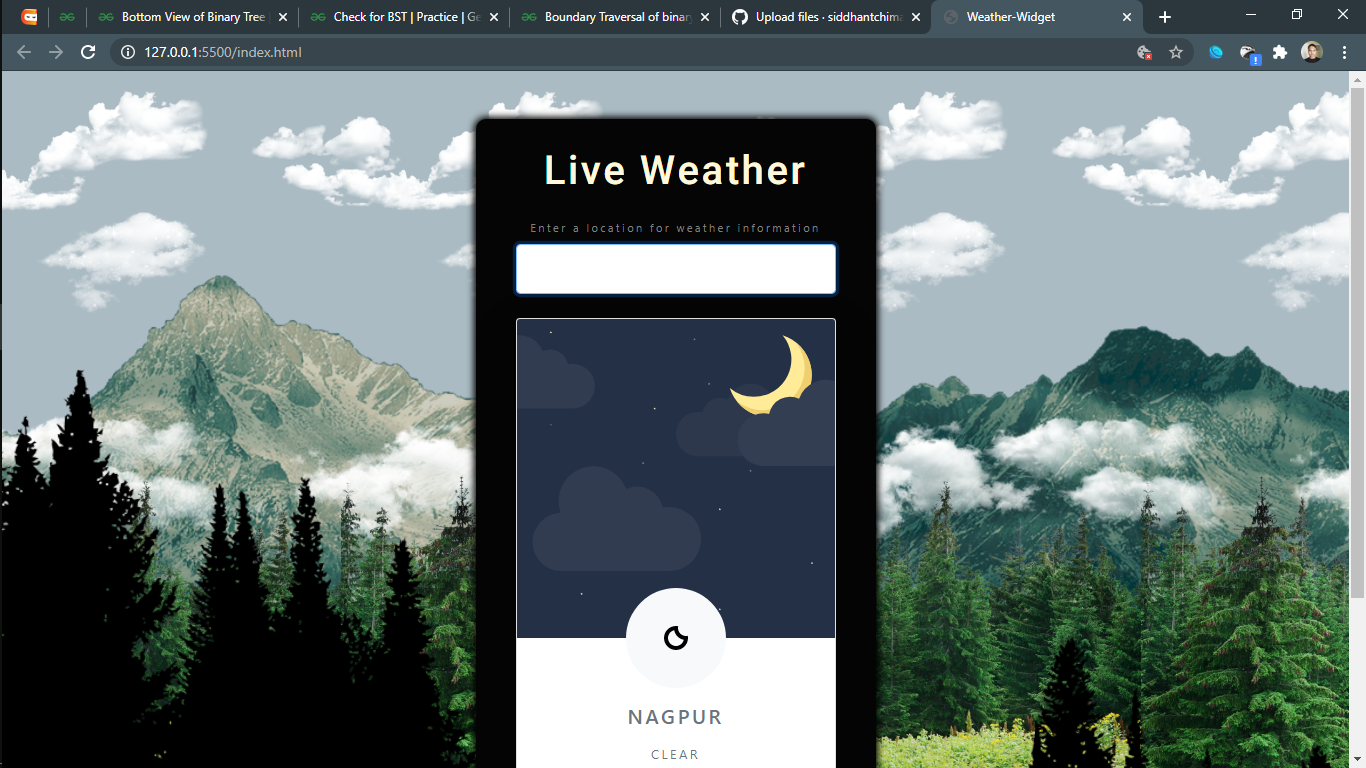 Bottom View of Binary Tree
Check for BST | Practice | Ge
Boundary Traversal of binar
Upload files · siddhantchima
Weather-Widget
127.0.0.1:5500/index.html
Live Weather
Enter a location for weather information
NAGPUR
CLEAR